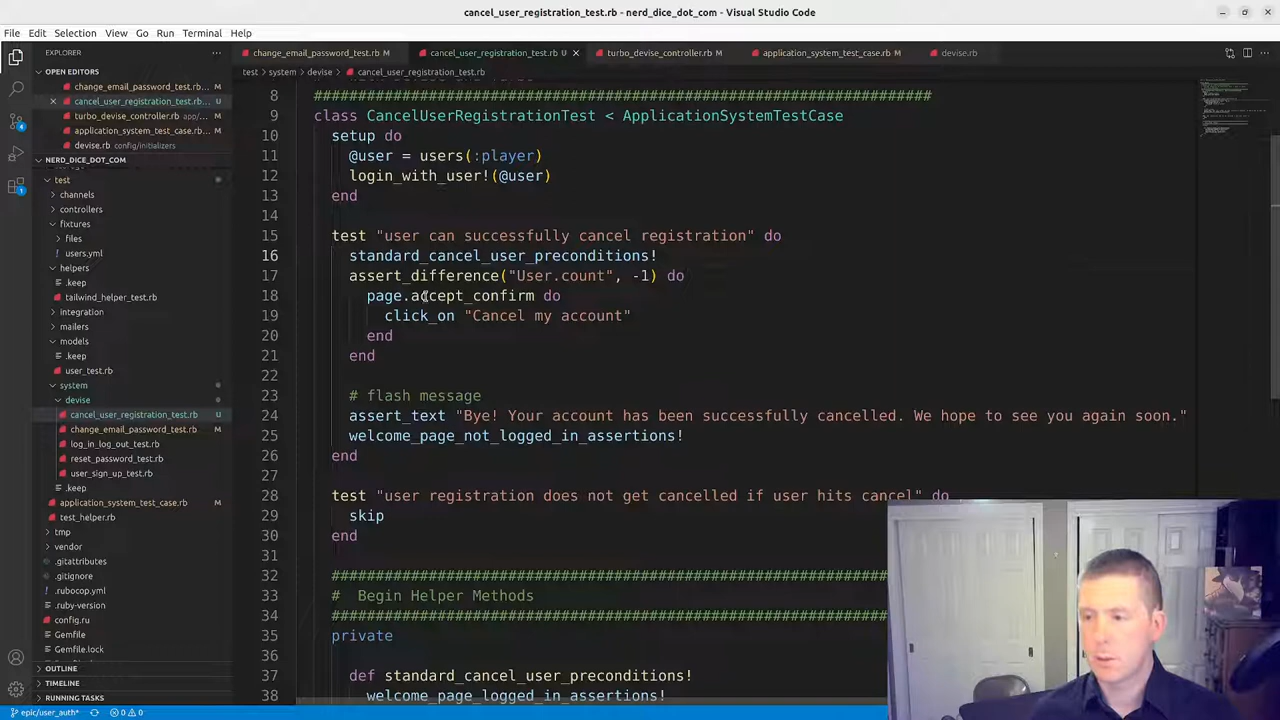 cancel_user_registration_test.rb - nerd_dice_dot_com - Visual Studio Code
File Edit Selection View Go Run Terminal Help
EXPLORER
change_email_password_test.rb M
cancel_user_registration_test.rb U
turbo_devise_controller.rb M
application_system_test_case.rb M
devise.rb
OPEN EDITORS
test > system > devise > cancel_user_registration_test.rb
change_email_password_test.rb... M
cancel_user_registration_test.rb... U
turbo_devise_controller.rb app/... M
application_system_test_case.rb... M
devise.rb config/initializers
NERD_DICE_DOT_COM
test
channels
controllers
fixtures
files
users.yml
helpers
.keep
tailwind_helper_test.rb
integration
mailers
models
.keep
user_test.rb
system
devise
cancel_user_registration_test.rb U
change_email_password_test.rb M
log_in_log_out_test.rb
reset_password_test.rb
user_sign_up_test.rb
.keep
application_system_test_case.rb M
test_helper.rb
tmp
vendor
.gitattributes
.gitignore
.rubocop.yml
.ruby-version
config.ru
Gemfile
Gemfile.lock
OUTLINE
TIMELINE
RUNNING TASKS
8 ######################################################################
9 class CancelUserRegistrationTest < ApplicationSystemTestCase
10 setup do
11 @user = users(:player)
12 login_with_user!(@user)
13 end
14
15 test "user can successfully cancel registration" do
16 standard_cancel_user_preconditions!
17 assert_difference("User.count", -1) do
18 page.accept_confirm do
19 click_on "Cancel my account"
20 end
21 end
22
23 # flash message
24 assert_text "Bye! Your account has been successfully cancelled. We hope to see you again soon."
25 welcome_page_not_logged_in_assertions!
26 end
27
28 test "user registration does not get cancelled if user hits cancel" do
29 skip
30 end
31
32 ###############################################################
33 # Begin Helper Methods
34 ###############################################################
35 private
36
37 def standard_cancel_user_preconditions!
38 welcome_page_logged_in_assertions!
epic/user_auth* 0 0